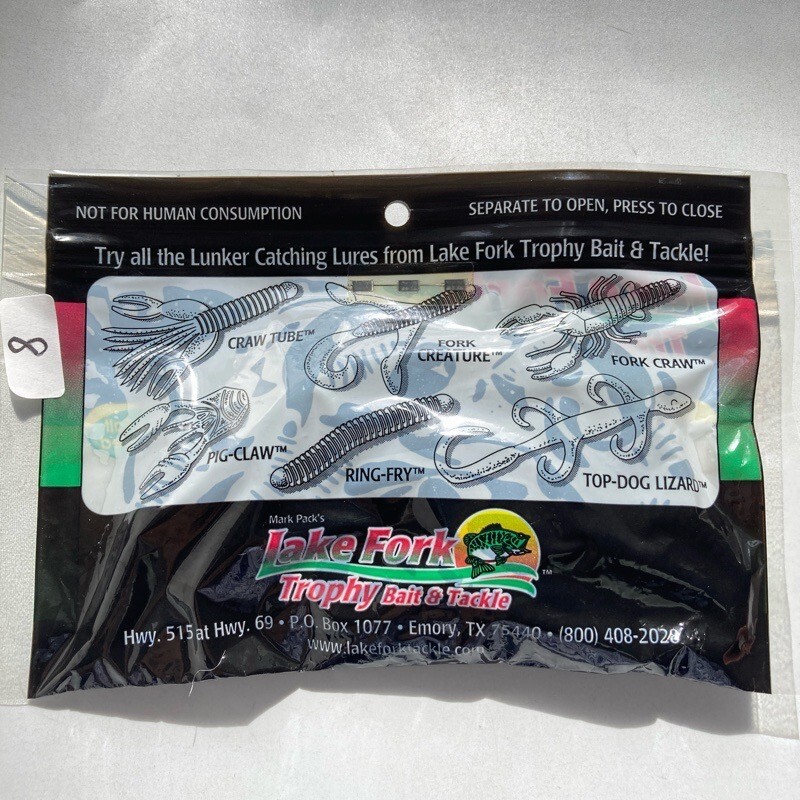 NOT FOR HUMAN CONSUMPTION
SEPARATE TO OPEN, PRESS TO CLOSE
Try all the Lunker Catching Lures from Lake Fork Trophy Bait & Tackle!
8
CRAW TUBE™
FORK
CREATURE™
FORK CRAW™
PIG-CLAW™
RING-FRY™
TOP-DOG LIZARD™
Mark Pack's
Lake Fork
Trophy Bait & Tackle™
Hwy. 515 at Hwy. 69 • P.O. Box 1077 • Emory, TX 75440 • (800) 408-2028
www.lakeforktackle.com